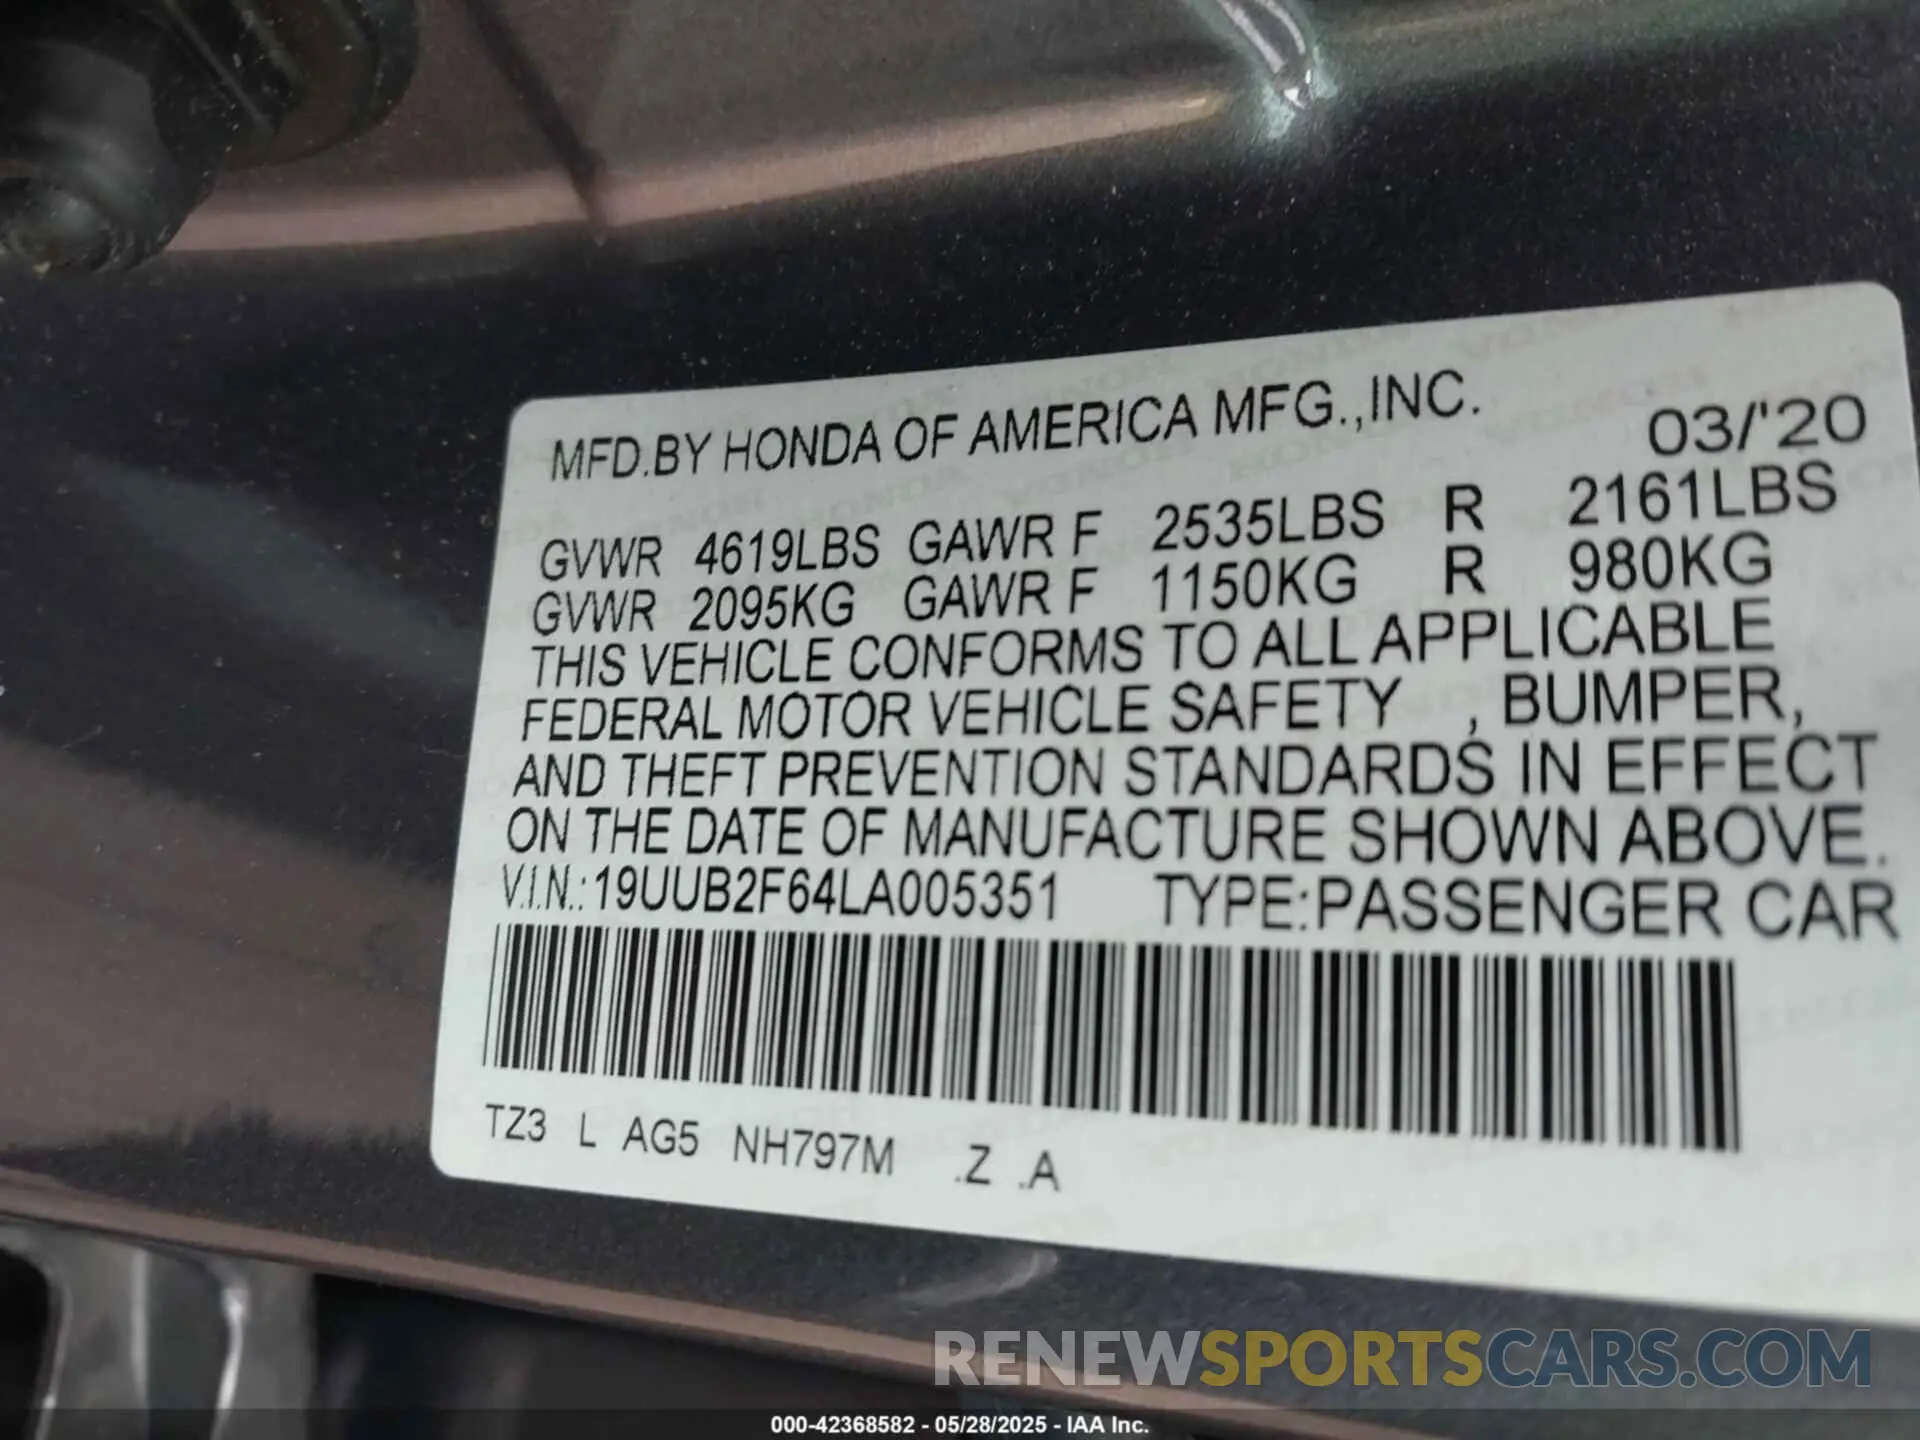 MFD.BY HONDA OF AMERICA MFG.,INC.
03/'20
GVWR 4619LBS GAWR F 2535LBS R 2161LBS
GVWR 2095KG GAWR F 1150KG R 980KG
THIS VEHICLE CONFORMS TO ALL APPLICABLE
FEDERAL MOTOR VEHICLE SAFETY , BUMPER,
AND THEFT PREVENTION STANDARDS IN EFFECT
ON THE DATE OF MANUFACTURE SHOWN ABOVE.
V.I.N.:19UUB2F64LA005351 TYPE:PASSENGER CAR
TZ3 L AG5 NH797M .Z .A
RENEWSPORTSCARS.COM
000-42368582 - 05/28/2025 - IAA Inc.